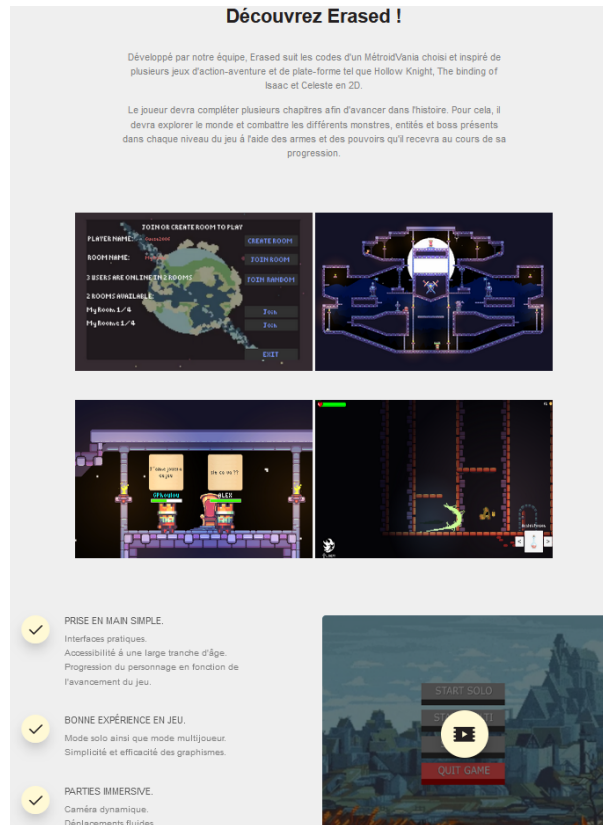 Découvrez Erased !
Développé par notre équipe, Erased suit les codes d'un MétroidVania choisi et inspiré de
plusieurs jeux d'action-aventure et de plate-forme tel que Hollow Knight, The binding of
Isaac et Celeste en 2D.
Le joueur devra compléter plusieurs chapitres afin d'avancer dans l'histoire. Pour cela, il
devra explorer le monde et combattre les différents monstres, entités et boss présents
dans chaque niveau du jeu à l'aide des armes et des pouvoirs qu'il recevra au cours de sa
progression.
JOIN OR CREATE ROOM TO PLAY
PLAYER NAME:
CREATE ROOM
ROOM NAME:
JOIN ROOM
3 USERS ARE ONLINE IN 2 ROOMS
JOIN RANDOM
2 ROOMS AVAILABLE:
My Room 1/4
Join
My Rooms 1/4
Join
EXIT
ALEX
PRISE EN MAIN SIMPLE.
Interfaces pratiques.
Accessibilité à une large tranche d'âge.
Progression du personnage en fonction de
l'avancement du jeu.
START SOLO
BONNE EXPÉRIENCE EN JEU.
Mode solo ainsi que mode multijoueur.
Simplicité et efficacité des graphismes.
QUIT GAME
PARTIES IMMERSIVE.
Caméra dynamique.
Déplacements fluides.